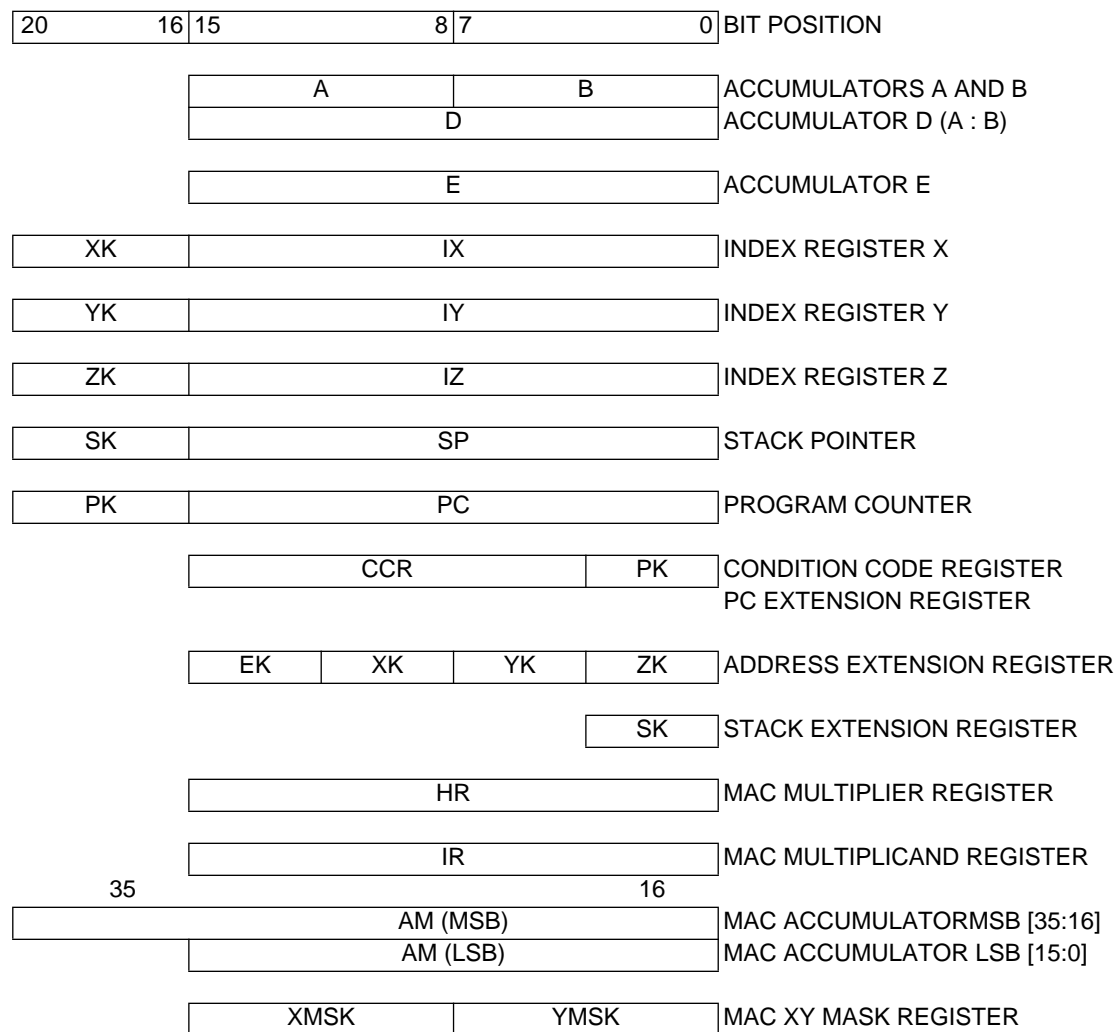 20 16 15 8 7 0 BIT POSITION
A B ACCUMULATORS A AND B
D ACCUMULATOR D (A : B)
E ACCUMULATOR E
XK IX INDEX REGISTER X
YK IY INDEX REGISTER Y
ZK IZ INDEX REGISTER Z
SK SP STACK POINTER
PK PC PROGRAM COUNTER
CCR PK CONDITION CODE REGISTER
PC EXTENSION REGISTER
EK XK YK ZK ADDRESS EXTENSION REGISTER
SK STACK EXTENSION REGISTER
HR MAC MULTIPLIER REGISTER
IR MAC MULTIPLICAND REGISTER
35 16
AM (MSB) MAC ACCUMULATORMSB [35:16]
AM (LSB) MAC ACCUMULATOR LSB [15:0]
XMSK YMSK MAC XY MASK REGISTER